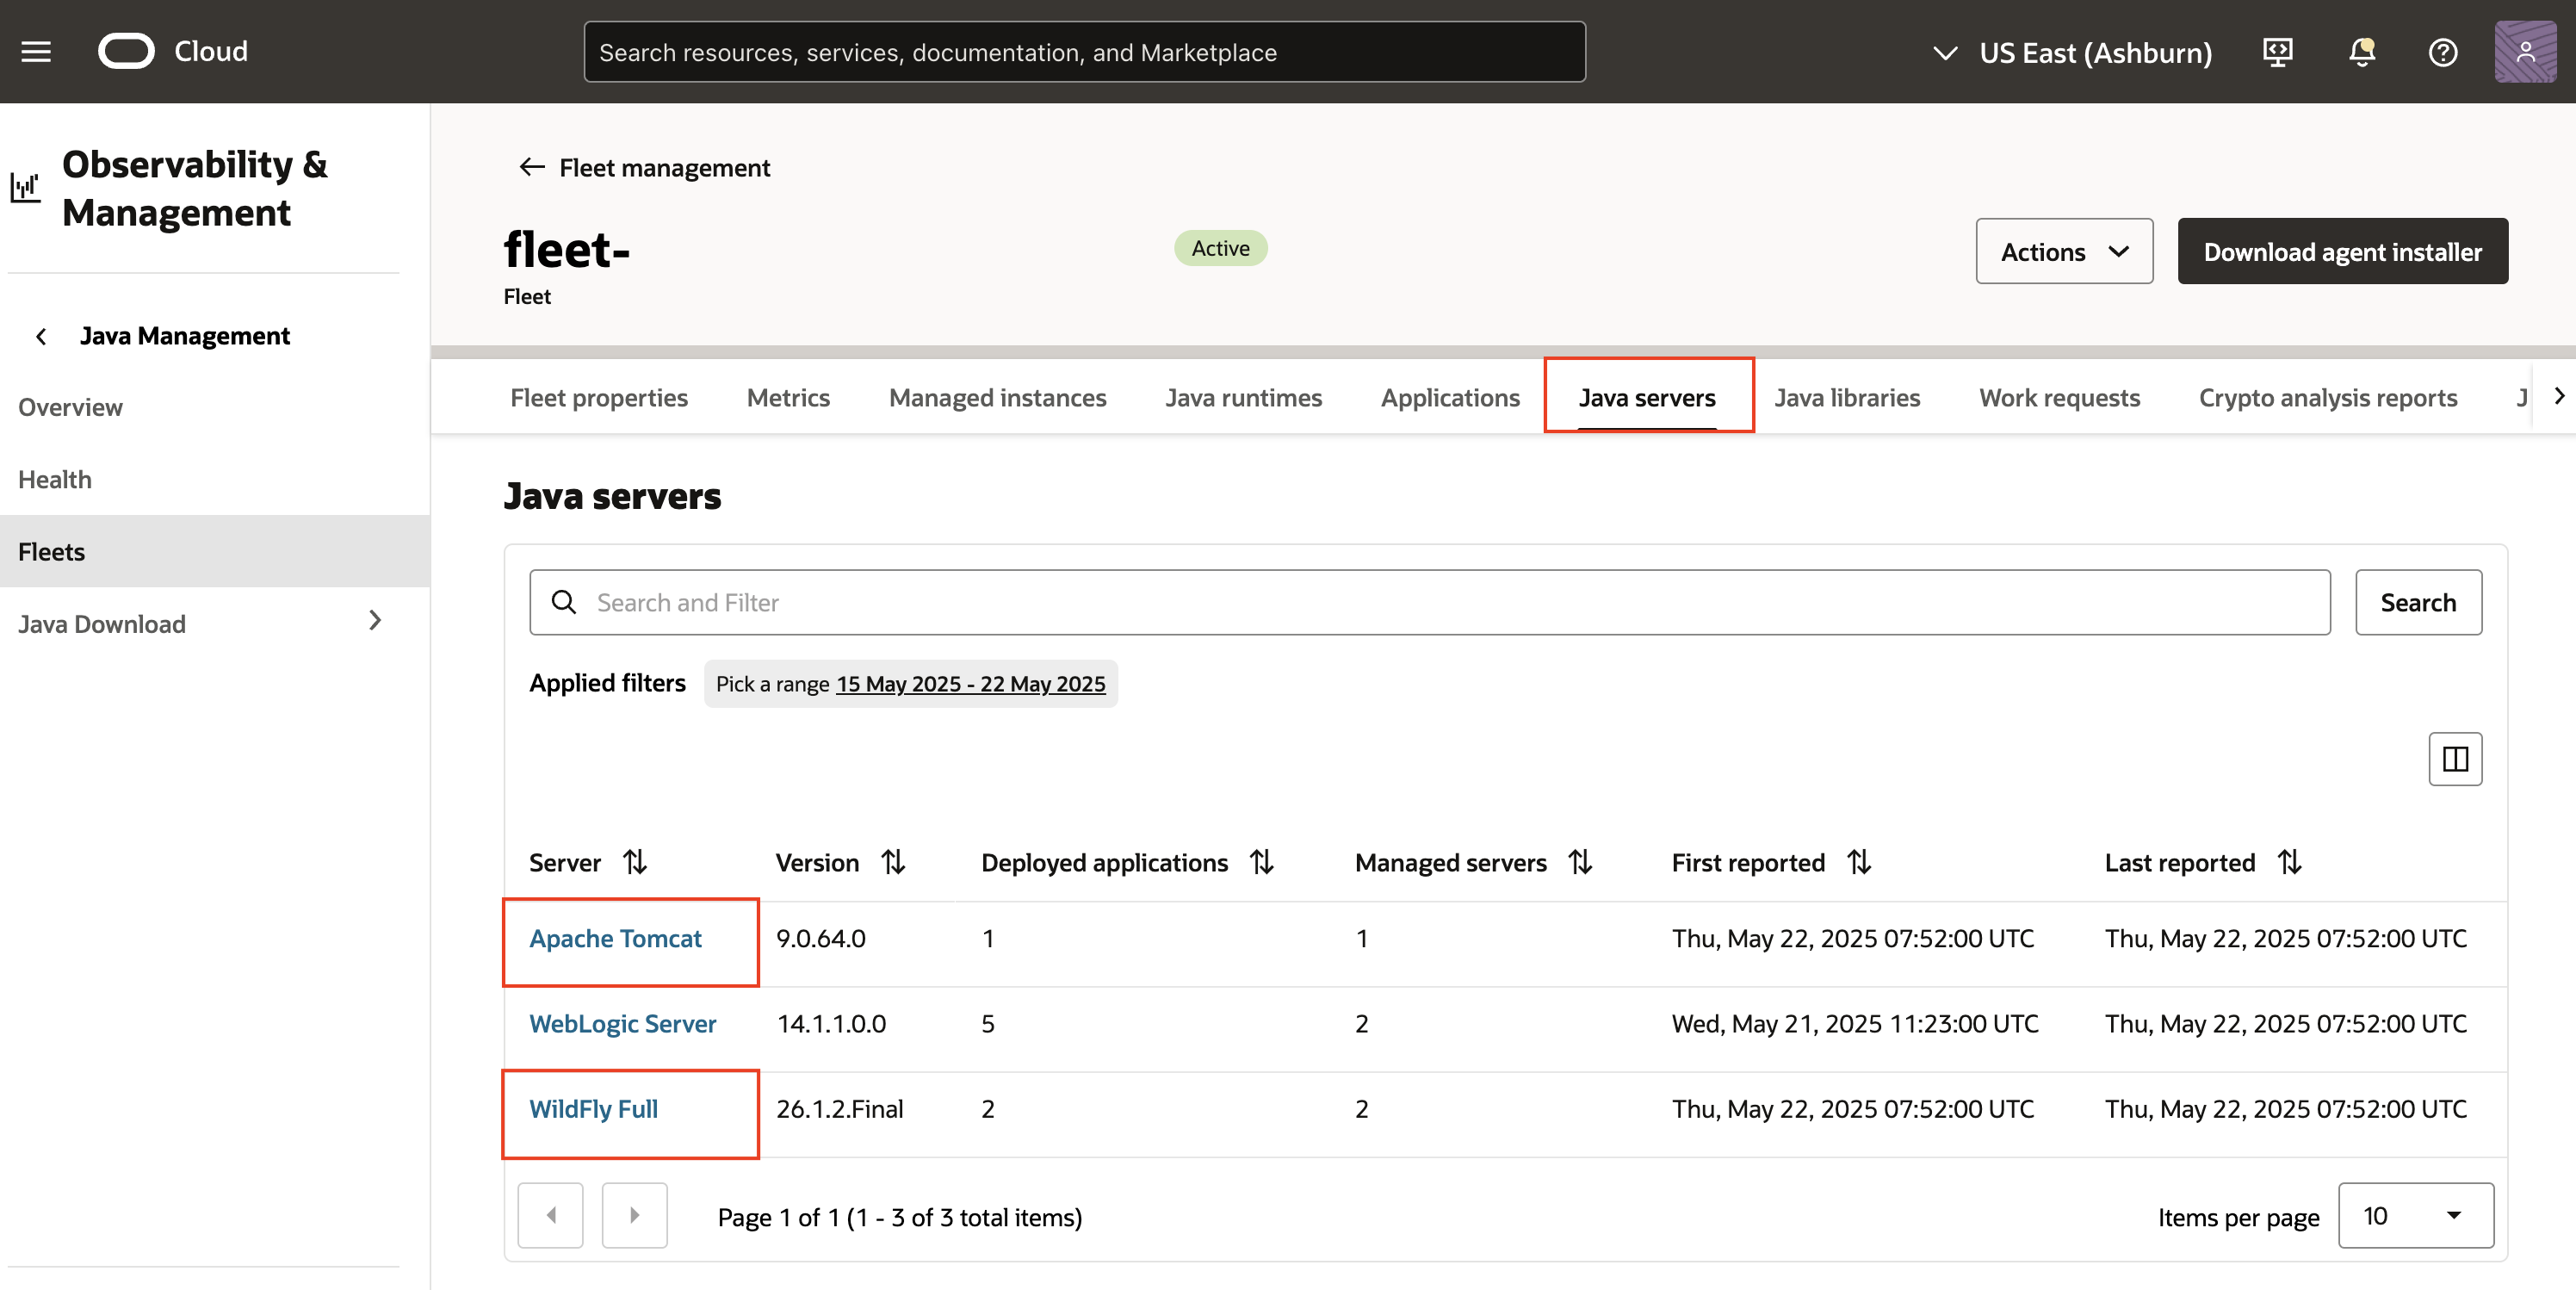 Cloud
Search resources, services, documentation, and Marketplace
US East (Ashburn)
Observability &
Management
Java Management
Overview
Health
Fleets
Java Download
Fleet management
fleet-
Active
Fleet
Actions
Download agent installer
Fleet properties Metrics Managed instances Java runtimes Applications Java servers Java libraries Work requests Crypto analysis reports J
Java servers
Search and Filter
Search
Applied filters Pick a range 15 May 2025 - 22 May 2025
Server Version Deployed applications Managed servers First reported Last reported
Apache Tomcat 9.0.64.0 1 1 Thu, May 22, 2025 07:52:00 UTC Thu, May 22, 2025 07:52:00 UTC
WebLogic Server 14.1.1.0.0 5 2 Wed, May 21, 2025 11:23:00 UTC Thu, May 22, 2025 07:52:00 UTC
WildFly Full 26.1.2.Final 2 2 Thu, May 22, 2025 07:52:00 UTC Thu, May 22, 2025 07:52:00 UTC
Page 1 of 1 (1 - 3 of 3 total items)
Items per page 10